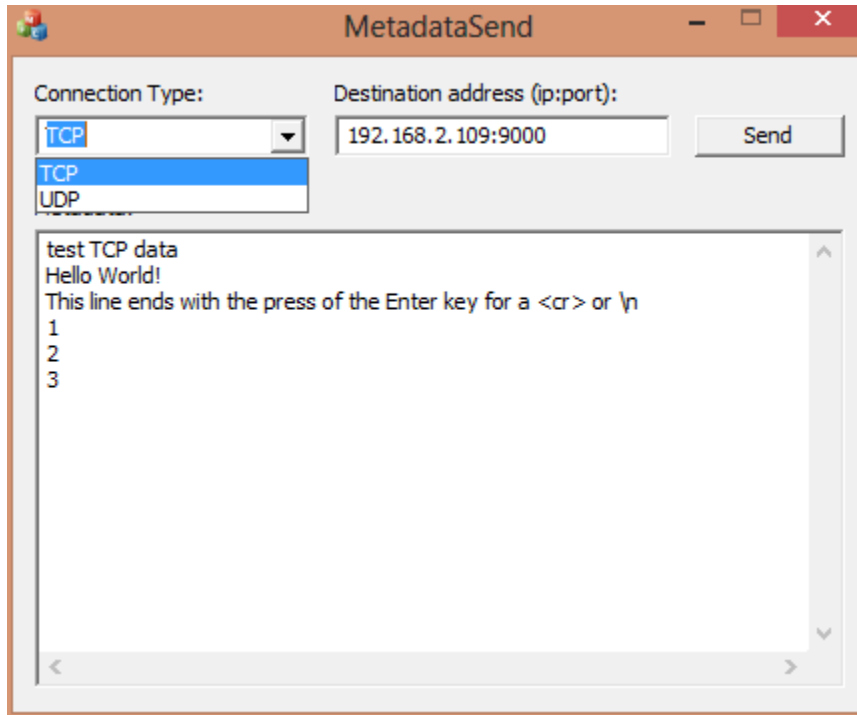 MetadataSend
Connection Type:
Destination address (ip:port):
TCP
192.168.2.109:9000
Send
TCP
UDP
test TCP data
Hello World!
This line ends with the press of the Enter key for a <cr> or \n
1
2
3